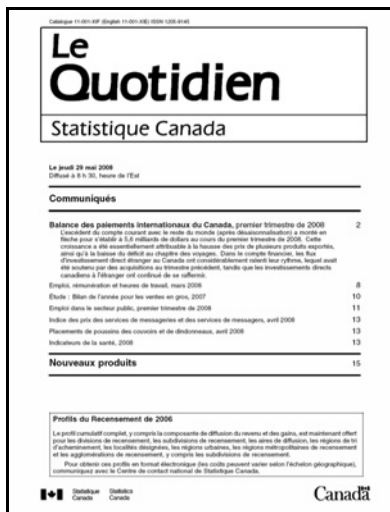 Catalogue 11-001-XIF (English 11-001-XIE) ISSN 1205-9145
Le
Quotidien
Statistique Canada
Le jeudi 29 mai 2008
Diffusé à 8 h 30, heure de l'Est
Communiqués
Balance des paiements internationaux du Canada, premier trimestre de 2008 2
L'excédent du compte courant avec le reste du monde (après désaisonnalisation) a monté en
flèche pour s'établir à 5,6 milliards de dollars au cours du premier trimestre de 2008. Cette
croissance a été essentiellement attribuable à la hausse des prix de plusieurs produits exportés,
ainsi qu'à la baisse du déficit au chapitre des voyages. Dans le compte financier, les flux
d'investissement direct étranger au Canada ont considérablement ralenti leur rythme, lequel avait
été soutenu par des acquisitions au trimestre précédent, tandis que les investissements directs
canadiens à l'étranger ont continué de se raffermir.
Emploi, rémunération et heures de travail, mars 2008 8
Étude : Bilan de l'année pour les ventes en gros, 2007 10
Emploi dans le secteur public, premier trimestre de 2008 11
Indice des prix des services de messageries et des services de messagers, avril 2008 13
Placements de poussins des couvoirs et de dindonneaux, avril 2008 13
Indicateurs de la santé, 2008 13
Nouveaux produits 15
Profils du Recensement de 2006
Le profil cumulatif complet, y compris la composante de diffusion du revenu et des gains, est maintenant offert
pour les divisions de recensement, les subdivisions de recensement, les aires de diffusion, les régions de tri
d'acheminement, les localités désignées, les régions urbaines, les régions métropolitaines de recensement
et les agglomérations de recensement, y compris les subdivisions de recensement.
Pour obtenir ces profils en format électronique (les coûts peuvent varier selon l'échelon géographique),
communiquez avec le Centre de contact national de Statistique Canada.
Statistique Statistics
Canada Canada
Canada